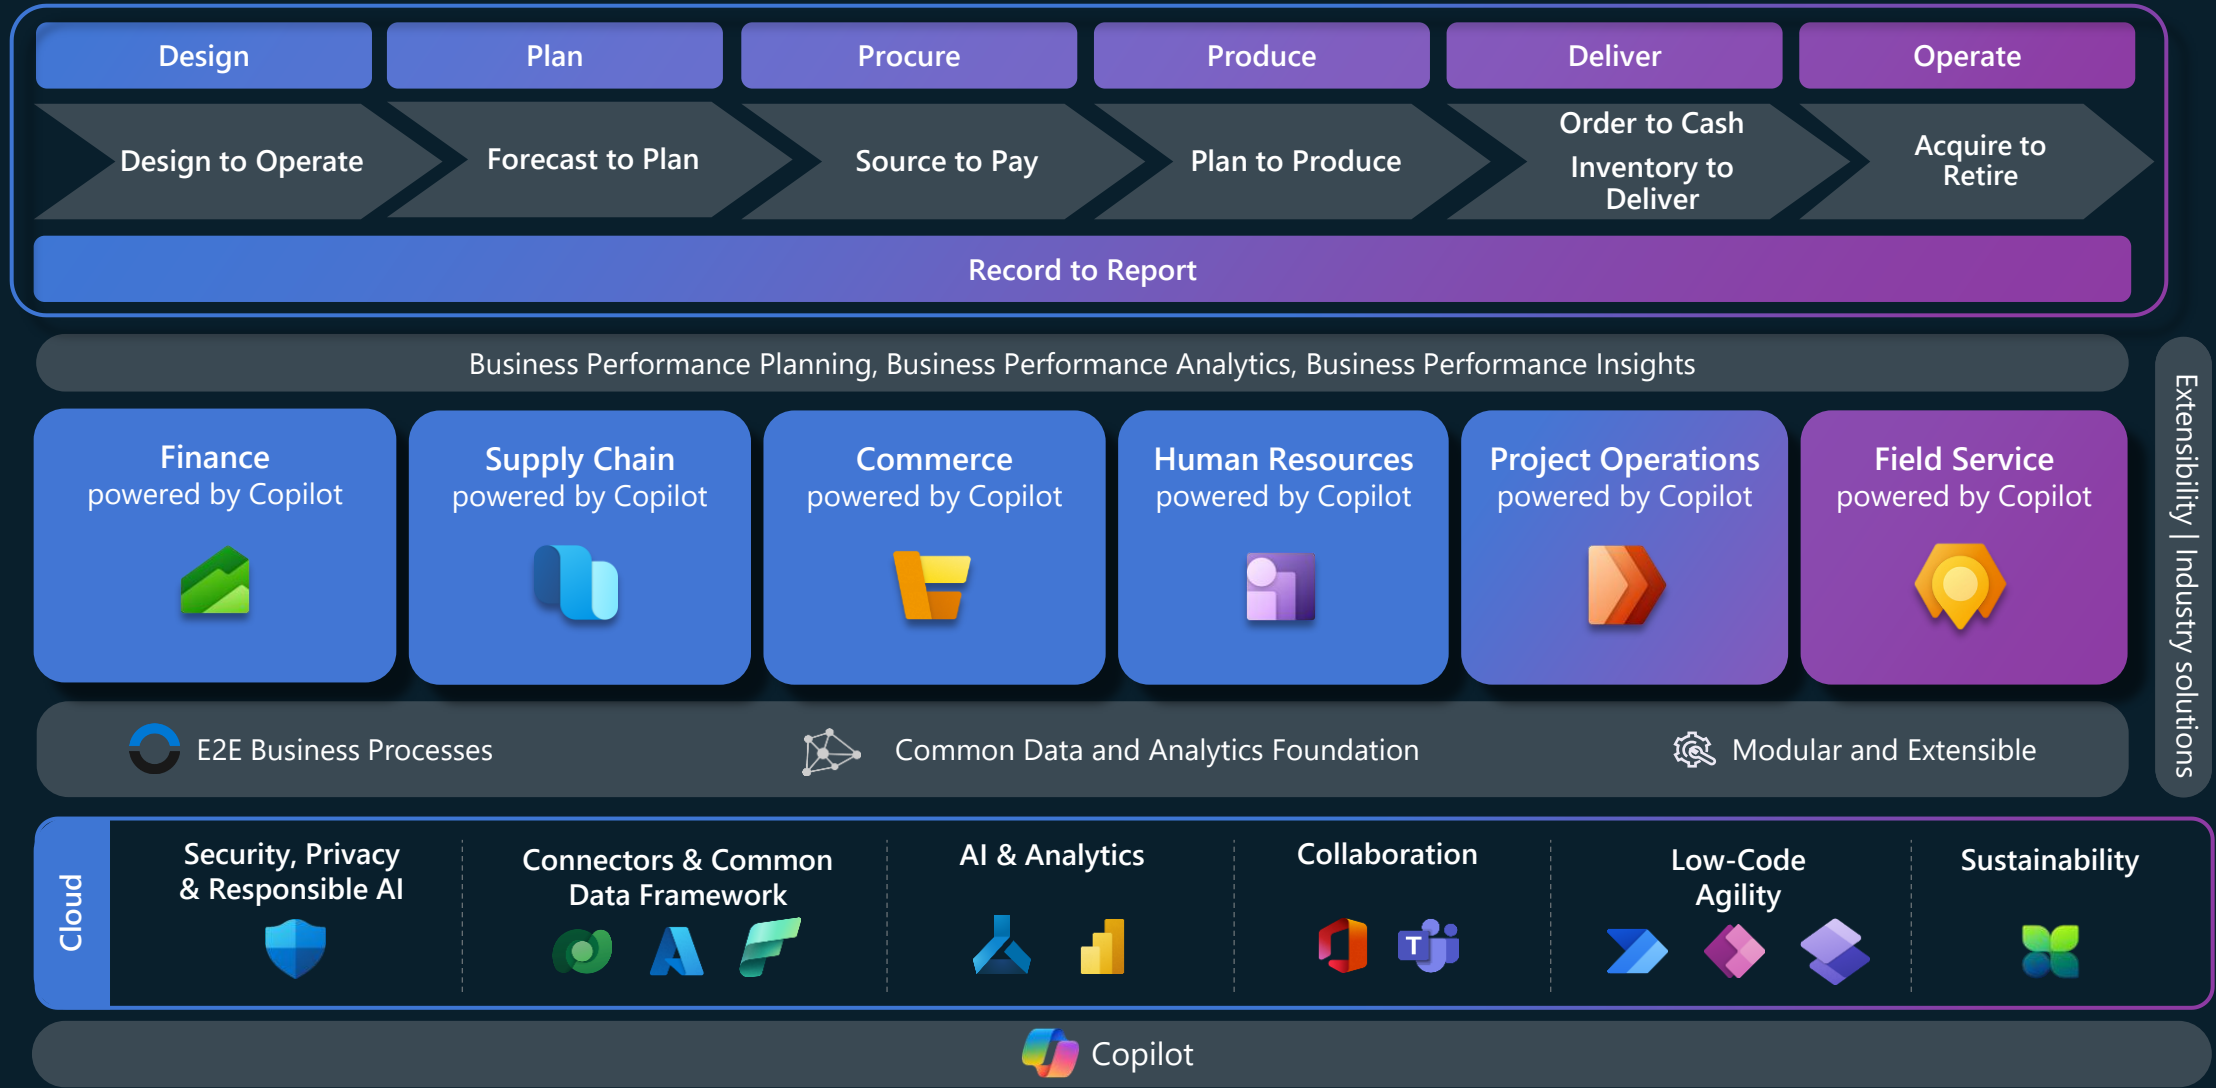 Design
Plan
Procure
Produce
Deliver
Operate
Design to Operate
Forecast to Plan
Source to Pay
Plan to Produce
Order to Cash
Inventory to
Deliver
Acquire to
Retire
Record to Report
Business Performance Planning, Business Performance Analytics, Business Performance Insights
Extensibility | Industry solutions
Finance
powered by Copilot
Supply Chain
powered by Copilot
Commerce
powered by Copilot
Human Resources
powered by Copilot
Project Operations
powered by Copilot
Field Service
powered by Copilot
E2E Business Processes
Common Data and Analytics Foundation
Modular and Extensible
Cloud
Security, Privacy
& Responsible AI
Connectors & Common
Data Framework
AI & Analytics
Collaboration
T
Low-Code
Agility
Sustainability
Copilot